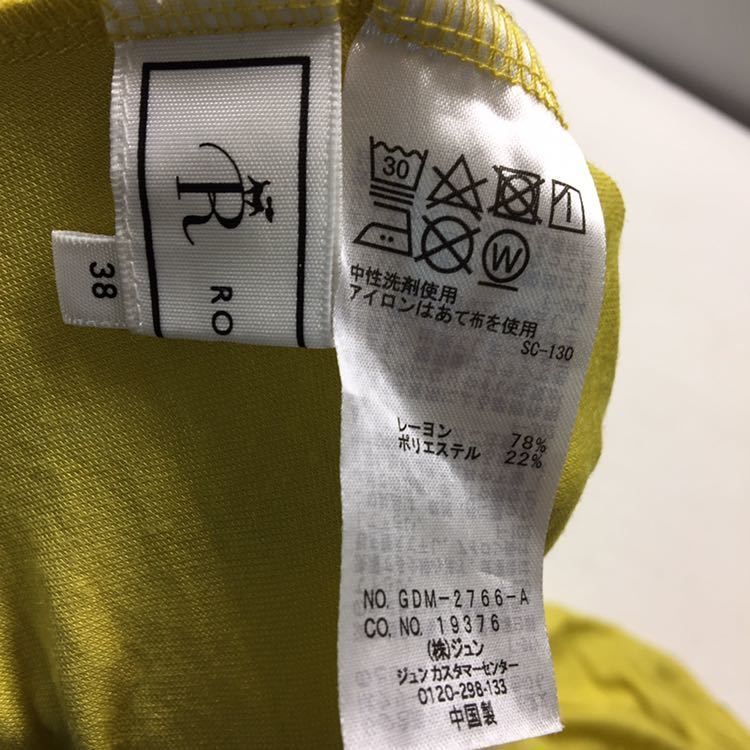 R
RO
38
30
W
中性洗剤使用
アイロンはあて布を使用
SC-130
レーヨン 78%
ポリエステル 22%
NO. GDM-2766-A
CO. NO. 19376
(株)ジュン
ジュン カスタマーセンター
0120-298-133
中国製